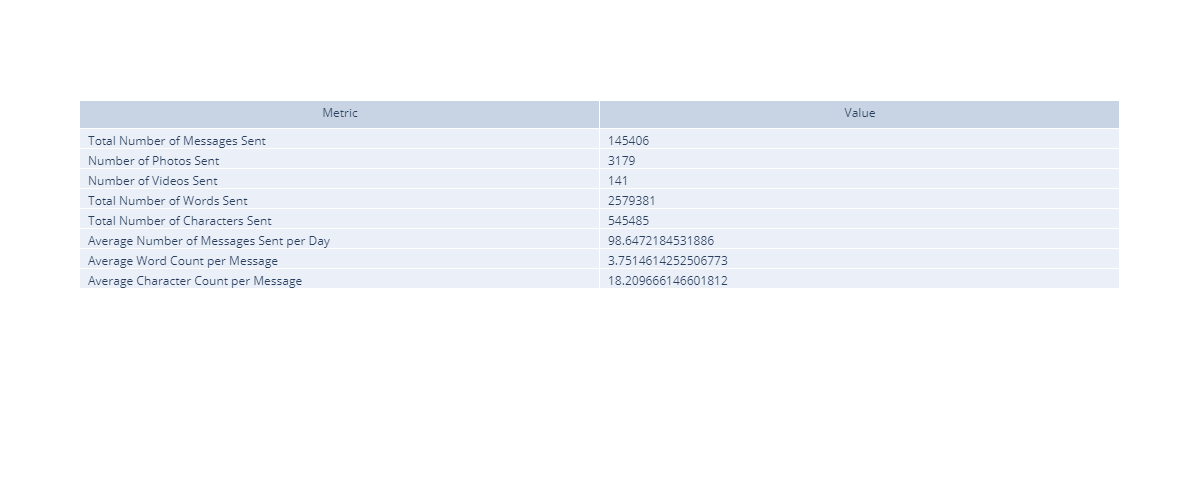 Metric Value
Total Number of Messages Sent 145406
Number of Photos Sent 3179
Number of Videos Sent 141
Total Number of Words Sent 2579381
Total Number of Characters Sent 545485
Average Number of Messages Sent per Day 98.6472184531886
Average Word Count per Message 3.7514614252506773
Average Character Count per Message 18.209666146601812